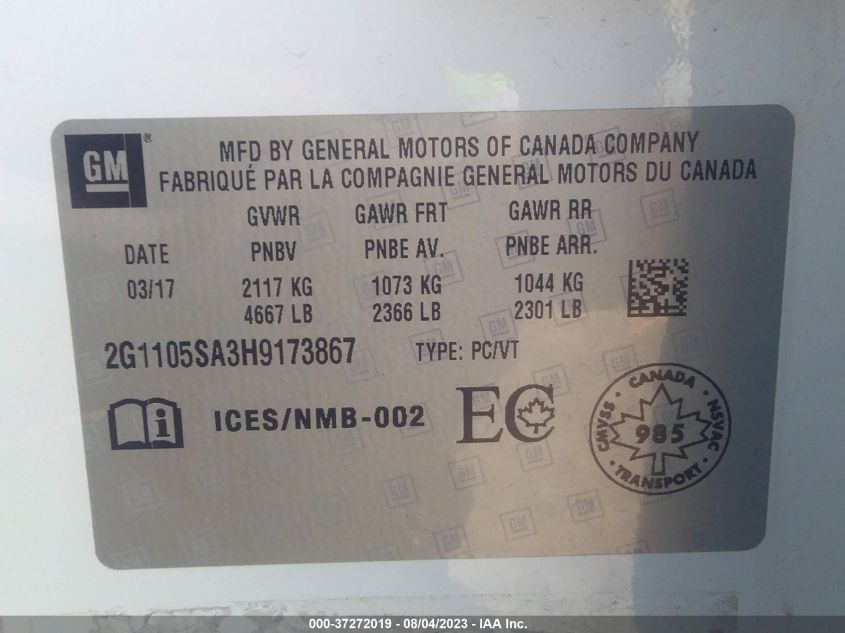 GM ®
MFD BY GENERAL MOTORS OF CANADA COMPANY
FABRIQUÉ PAR LA COMPAGNIE GENERAL MOTORS DU CANADA
GVWR GAWR FRT GAWR RR
DATE PNBV PNBE AV. PNBE ARR.
03/17 2117 KG 1073 KG 1044 KG
4667 LB 2366 LB 2301 LB
2G1105SA3H9173867 TYPE: PC/VT
i ICES/NMB-002 EC
CANADA
CMVSS 985 NSVAC
TRANSPORT
000-37272019 - 08/04/2023 - IAA Inc.